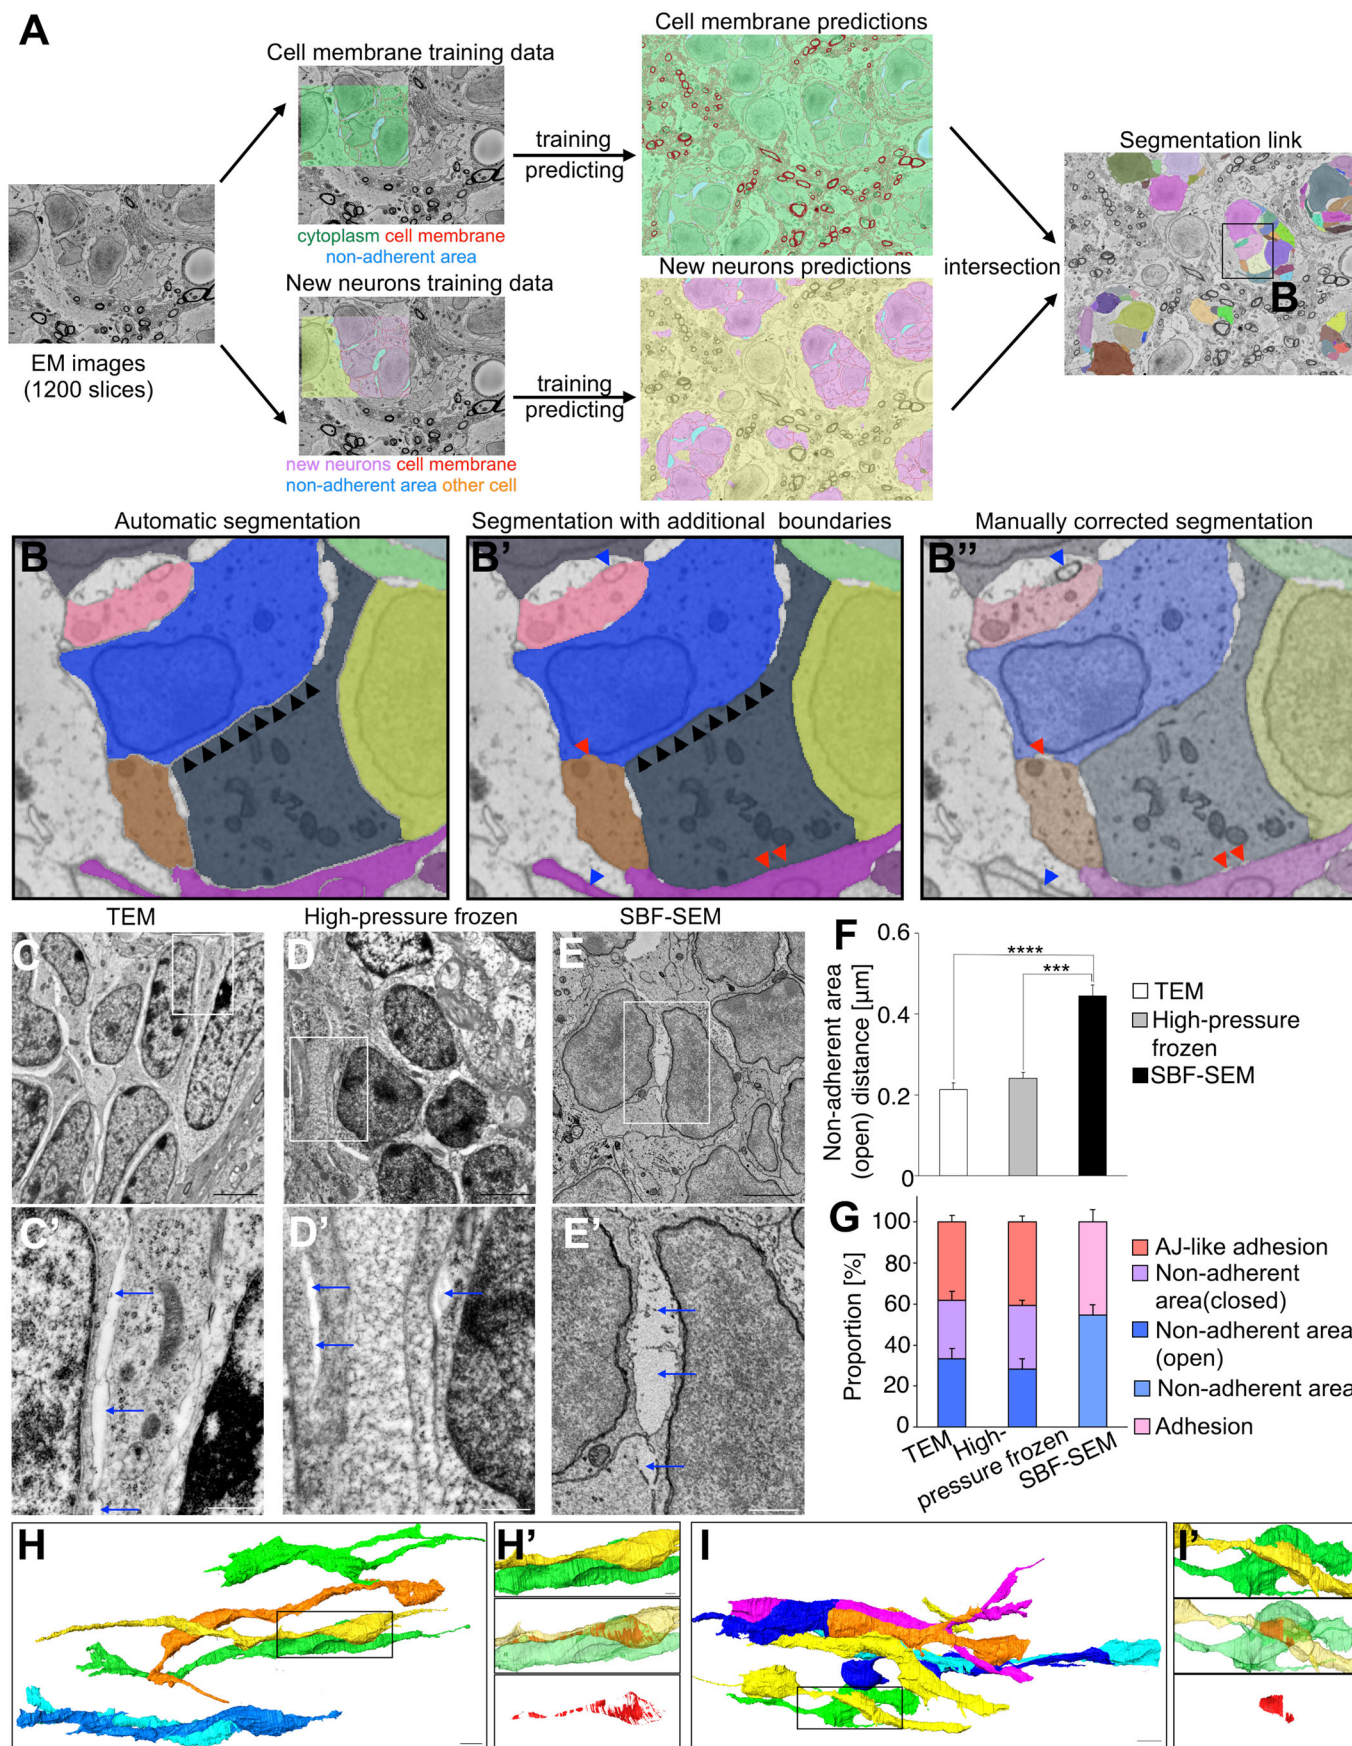 A
Cell membrane training data
cytoplasm cell membrane
non-adherent area
training
predicting
Cell membrane predictions
EM images
(1200 slices)
New neurons training data
new neurons cell membrane
non-adherent area other cell
training
predicting
New neurons predictions
intersection
Segmentation link
B
Automatic segmentation
Segmentation with additional boundaries
Manually corrected segmentation
B
B'
B''
TEM
High-pressure frozen
SBF-SEM
C
D
E
C'
D'
E'
F
Non-adherent area
(open) distance [µm]
0.6
0.4
0.2
0
****
***
TEM
High-pressure
frozen
SBF-SEM
G
Proportion [%]
100
80
60
40
20
0
TEM
High-
pressure frozen
SBF-SEM
AJ-like adhesion
Non-adherent
area(closed)
Non-adherent area
(open)
Non-adherent area
Adhesion
H
H'
I
I'